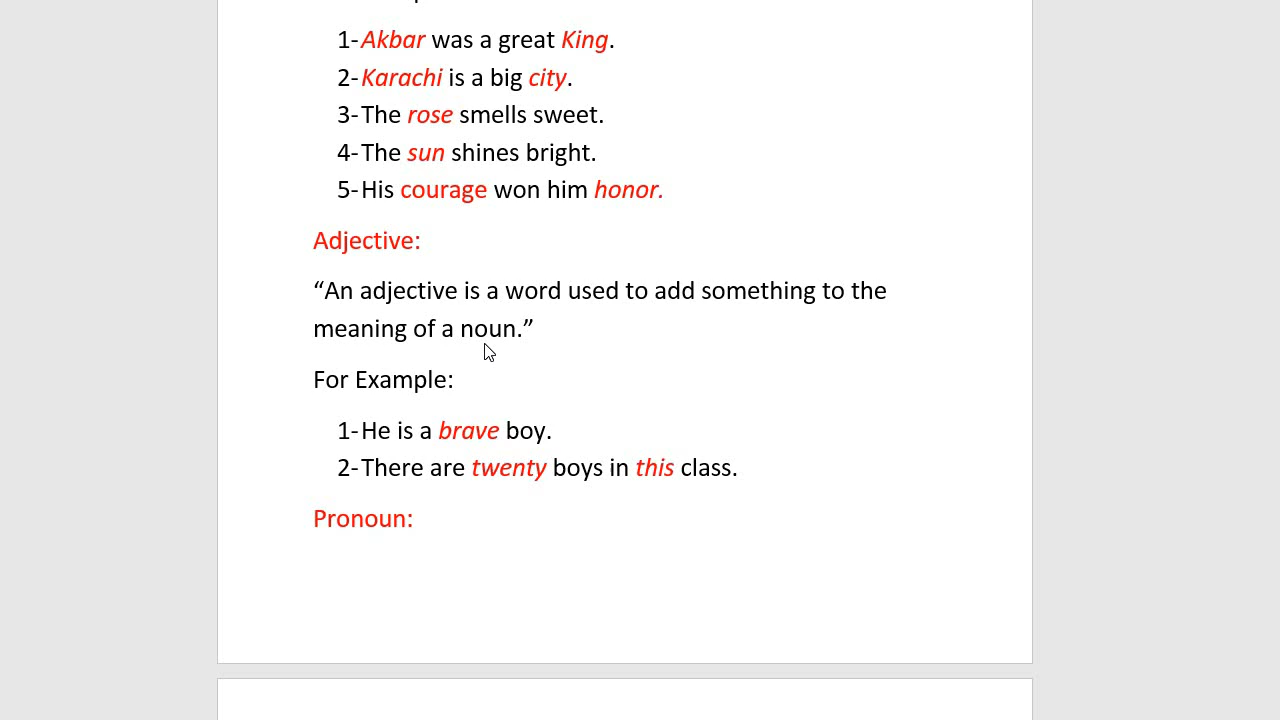 1-Akbar was a great King.
2-Karachi is a big city.
3-The rose smells sweet.
4-The sun shines bright.
5-His courage won him honor.
Adjective:
“An adjective is a word used to add something to the
meaning of a noun.”
For Example:
1-He is a brave boy.
2-There are twenty boys in this class.
Pronoun: